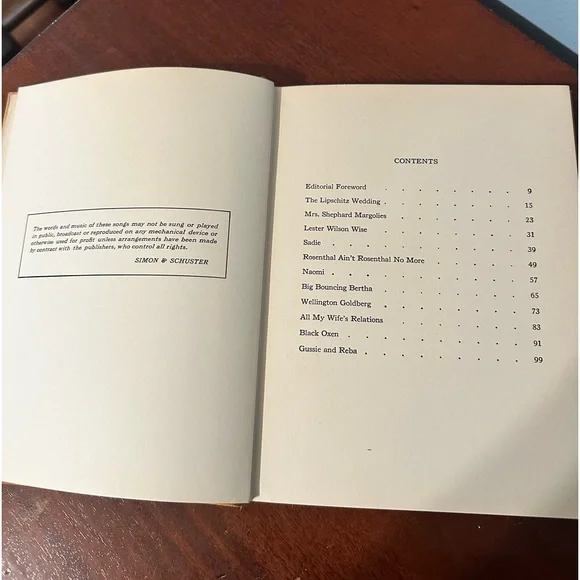 The words and music of these songs may not be sung or played
in public, broadcast or reproduced on any mechanical device or
otherwise used for profit unless arrangements have been made
by contract with the publishers, who control all rights.
SIMON & SCHUSTER
CONTENTS
Editorial Foreword . . . . . . . . 9
The Lipschitz Wedding . . . . . . . 15
Mrs. Shephard Margolies . . . . . . . 23
Lester Wilson Wise . . . . . . . . 31
Sadie . . . . . . . . . . 39
Rosenthal Ain't Rosenthal No More . . . . . 49
Naomi . . . . . . . . . . 57
Big Bouncing Bertha . . . . . . . 65
Wellington Goldberg . . . . . . . 73
All My Wife's Relations . . . . . . . 83
Black Oxen . . . . . . . . . 91
Gussie and Reba . . . . . . . . 99